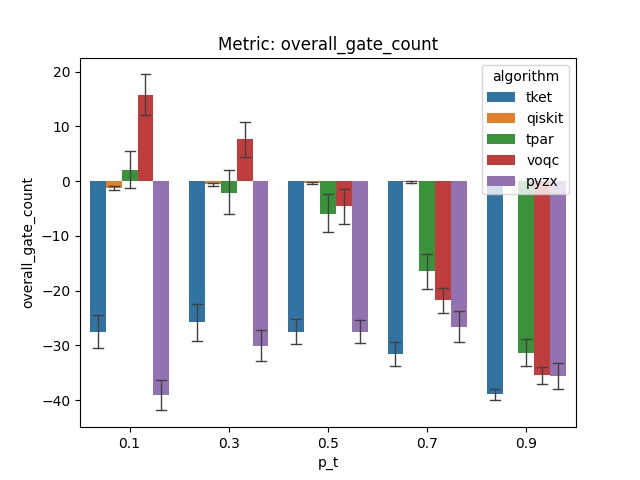 Metric: overall_gate_count
overall_gate_count
20
10
0
−10
−20
−30
−40
algorithm
tket
qiskit
tpar
voqc
pyzx
0.1
0.3
0.5
0.7
0.9
p_t